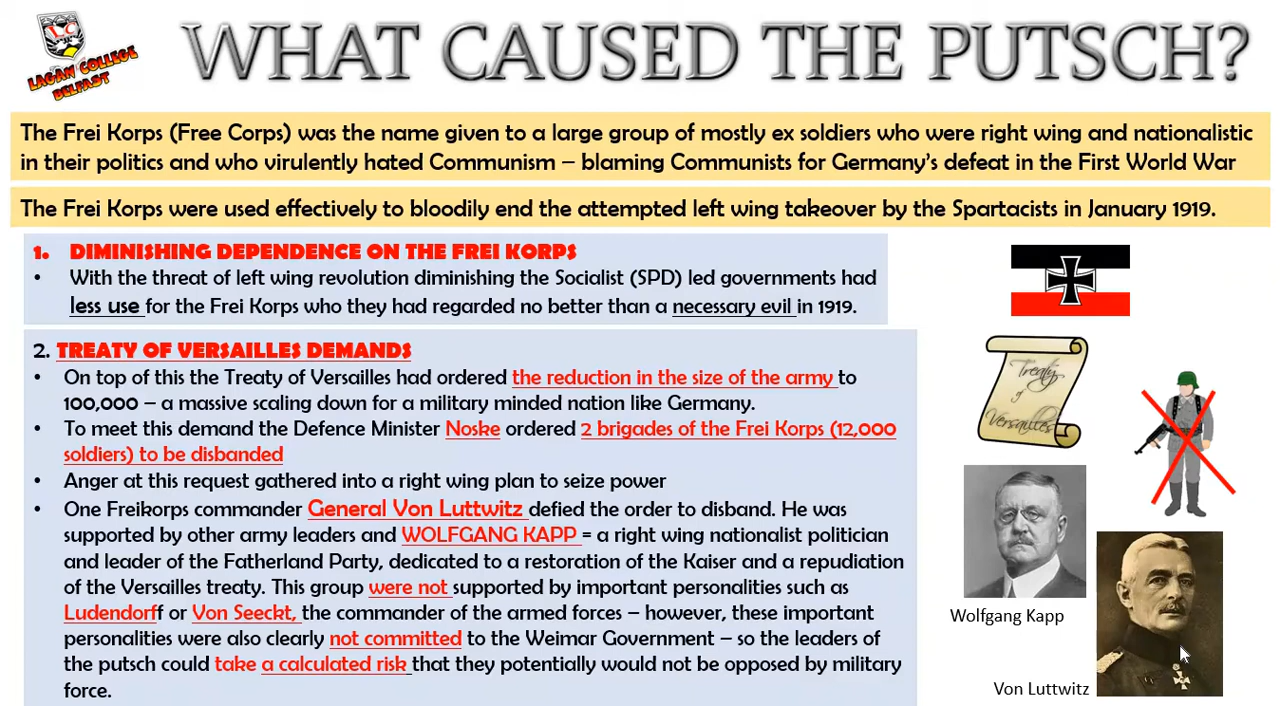 LC
LAGAN COLLEGE
BELFAST
WHAT CAUSED THE PUTSCH?
The Frei Korps (Free Corps) was the name given to a large group of mostly ex soldiers who were right wing and nationalistic
in their politics and who virulently hated Communism – blaming Communists for Germany's defeat in the First World War
The Frei Korps were used effectively to bloodily end the attempted left wing takeover by the Spartacists in January 1919.
1. DIMINISHING DEPENDENCE ON THE FREI KORPS
• With the threat of left wing revolution diminishing the Socialist (SPD) led governments had
less use for the Frei Korps who they had regarded no better than a necessary evil in 1919.
2. TREATY OF VERSAILLES DEMANDS
• On top of this the Treaty of Versailles had ordered the reduction in the size of the army to
100,000 – a massive scaling down for a military minded nation like Germany.
• To meet this demand the Defence Minister Noske ordered 2 brigades of the Frei Korps (12,000
soldiers) to be disbanded
• Anger at this request gathered into a right wing plan to seize power
• One Freikorps commander General Von Luttwitz defied the order to disband. He was
supported by other army leaders and WOLFGANG KAPP = a right wing nationalist politician
and leader of the Fatherland Party, dedicated to a restoration of the Kaiser and a repudiation
of the Versailles treaty. This group were not supported by important personalities such as
Ludendorff or Von Seeckt, the commander of the armed forces – however, these important
personalities were also clearly not committed to the Weimar Government – so the leaders of
the putsch could take a calculated risk that they potentially would not be opposed by military
force.
Treaty
of
Versailles
Wolfgang Kapp
Von Luttwitz